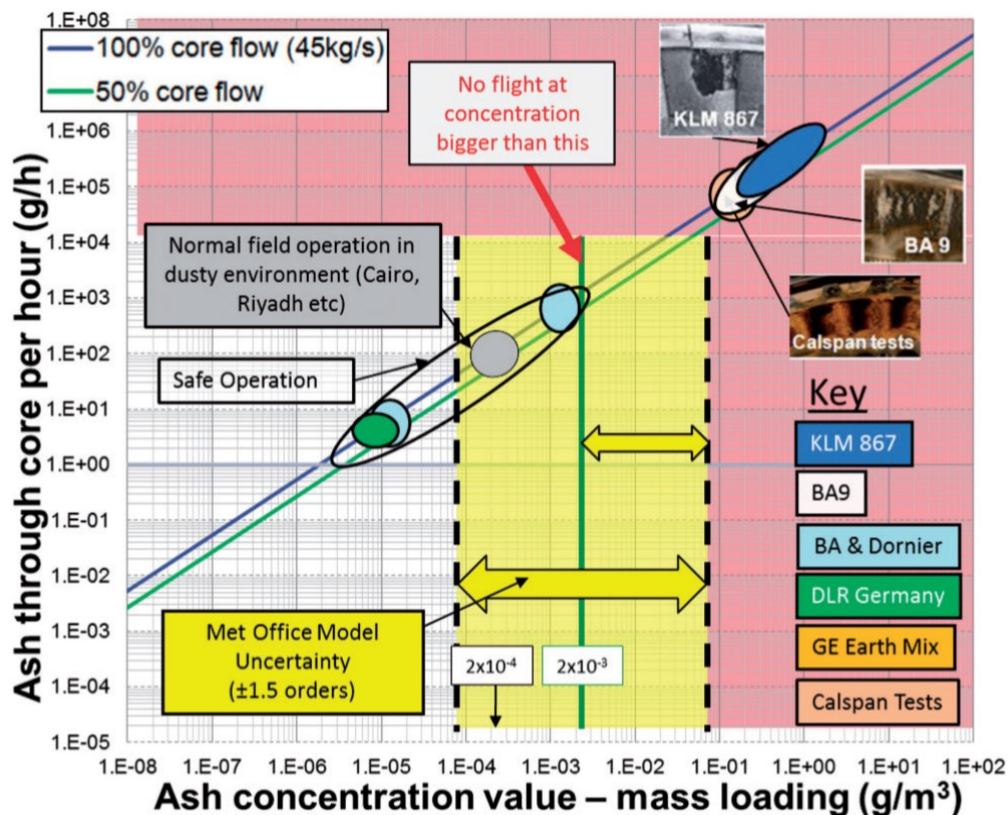 1.E+08
1.E+06
1.E+05
1.E+04
1.E+03
1.E+02
1.E+01
1.E+00
1.E-01
1.E-02
1.E-03
1.E-04
1.E-05
Ash through core per hour (g/h)
100% core flow (45kg/s)
50% core flow
No flight at
concentration
bigger than this
KLM 867
BA 9
Calspan tests
Normal field operation in
dusty environment (Cairo,
Riyadh etc)
Safe Operation
Met Office Model
Uncertainty
(±1.5 orders)
2x10-4
2x10-3
Key
KLM 867
BA9
BA & Dornier
DLR Germany
GE Earth Mix
Calspan Tests
1.E-08
1.E-07
1.E-06
1.E-05
1.E-04
1.E-03
1.E-02
1.E-01
1.E+00
1.E+01
1.E+02
Ash concentration value – mass loading (g/m³)